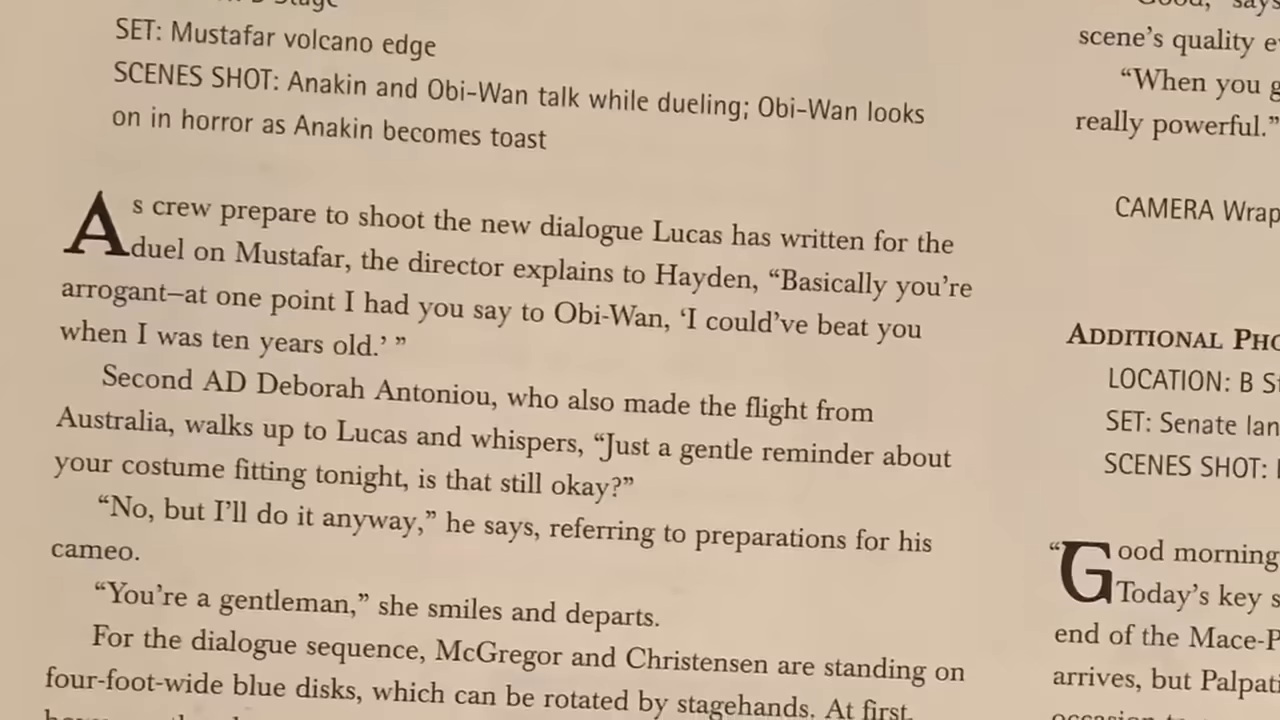 SET: Mustafar volcano edge
SCENES SHOT: Anakin and Obi-Wan talk while dueling; Obi-Wan looks
on in horror as Anakin becomes toast
As crew prepare to shoot the new dialogue Lucas has written for the
duel on Mustafar, the director explains to Hayden, “Basically you’re
arrogant–at one point I had you say to Obi-Wan, ‘I could’ve beat you
when I was ten years old.’ ”
Second AD Deborah Antoniou, who also made the flight from
Australia, walks up to Lucas and whispers, “Just a gentle reminder about
your costume fitting tonight, is that still okay?”
“No, but I’ll do it anyway,” he says, referring to preparations for his
cameo.
“You’re a gentleman,” she smiles and departs.
For the dialogue sequence, McGregor and Christensen are standing on
four-foot-wide blue disks, which can be rotated by stagehands. At first,
scene’s quality
“When you
really powerful.”
CAMERA Wrap
ADDITIONAL
LOCATION: B
SET: Senate
SCENES SHOT:
“Good morning
Today’s key
end of the
arrives, but